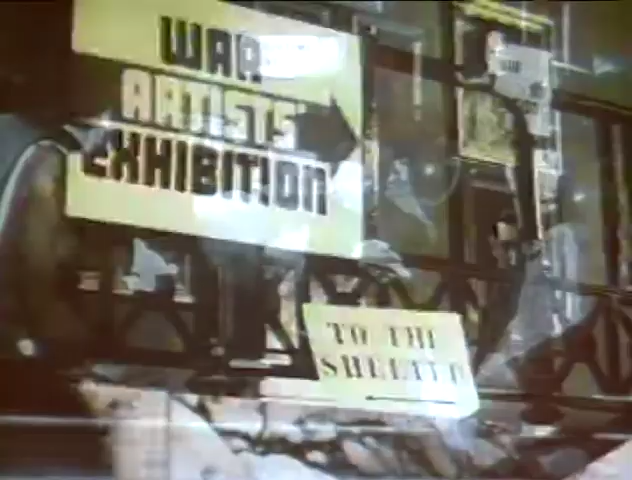 WAR
ARTISTS'
EXHIBITION
TO THE
SHELTER